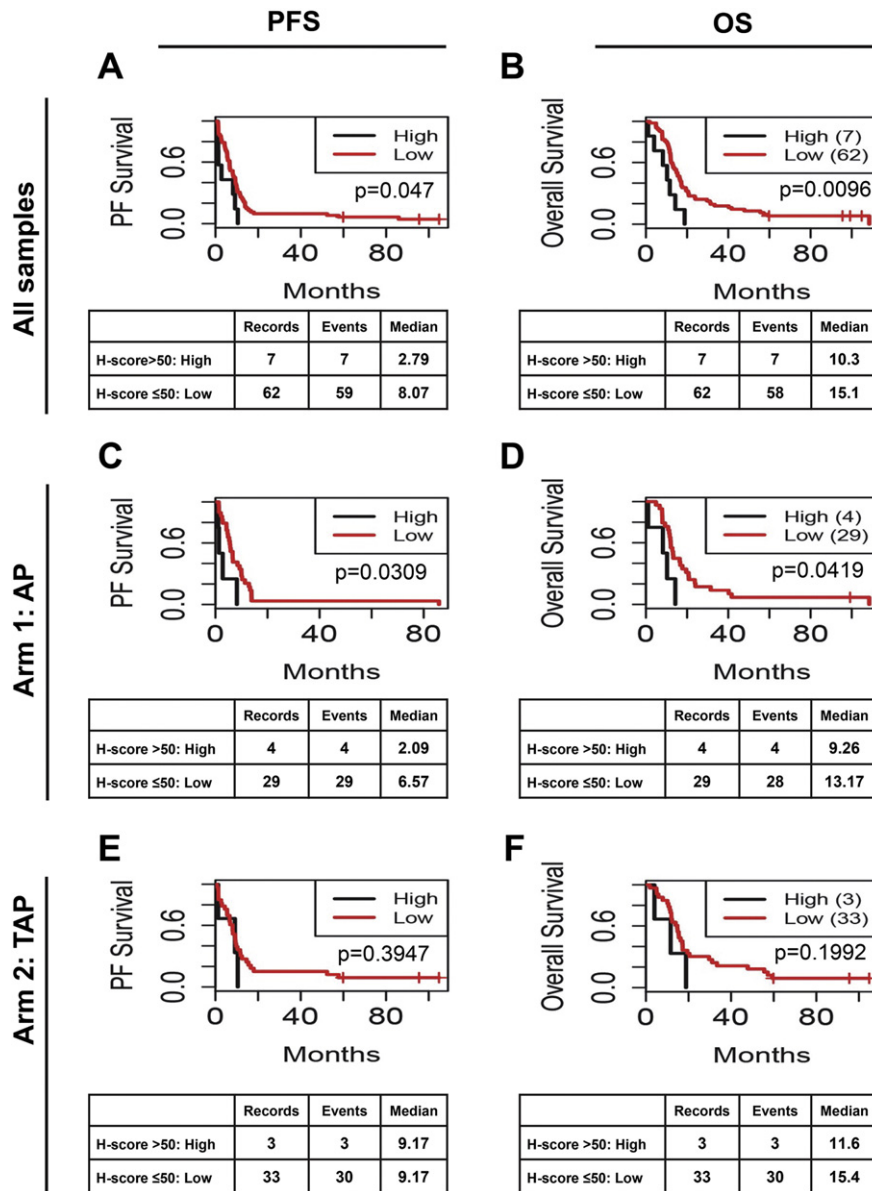 PFS
OS
All samples
A
PF Survival
0.6
0.0
High
Low
p=0.047
0 40 80
Months
Records Events Median
H-score>50: High 7 7 2.79
H-score ≤50: Low 62 59 8.07
B
Overall Survival
0.6
0.0
High (7)
Low (62)
p=0.0096
0 40 80
Months
Records Events Median
H-score >50: High 7 7 10.3
H-score ≤50: Low 62 58 15.1
Arm 1: AP
C
PF Survival
0.6
0.0
High
Low
p=0.0309
0 40 80
Months
Records Events Median
H-score >50: High 4 4 2.09
H-score ≤50: Low 29 29 6.57
D
Overall Survival
0.6
0.0
High (4)
Low (29)
p=0.0419
0 40 80
Months
Records Events Median
H-score >50: High 4 4 9.26
H-score ≤50: Low 29 28 13.17
Arm 2: TAP
E
PF Survival
0.6
0.0
High
Low
p=0.3947
0 40 80
Months
Records Events Median
H-score >50: High 3 3 9.17
H-score ≤50: Low 33 30 9.17
F
Overall Survival
0.6
0.0
High (3)
Low (33)
p=0.1992
0 40 80
Months
Records Events Median
H-score >50: High 3 3 11.6
H-score ≤50: Low 33 30 15.4